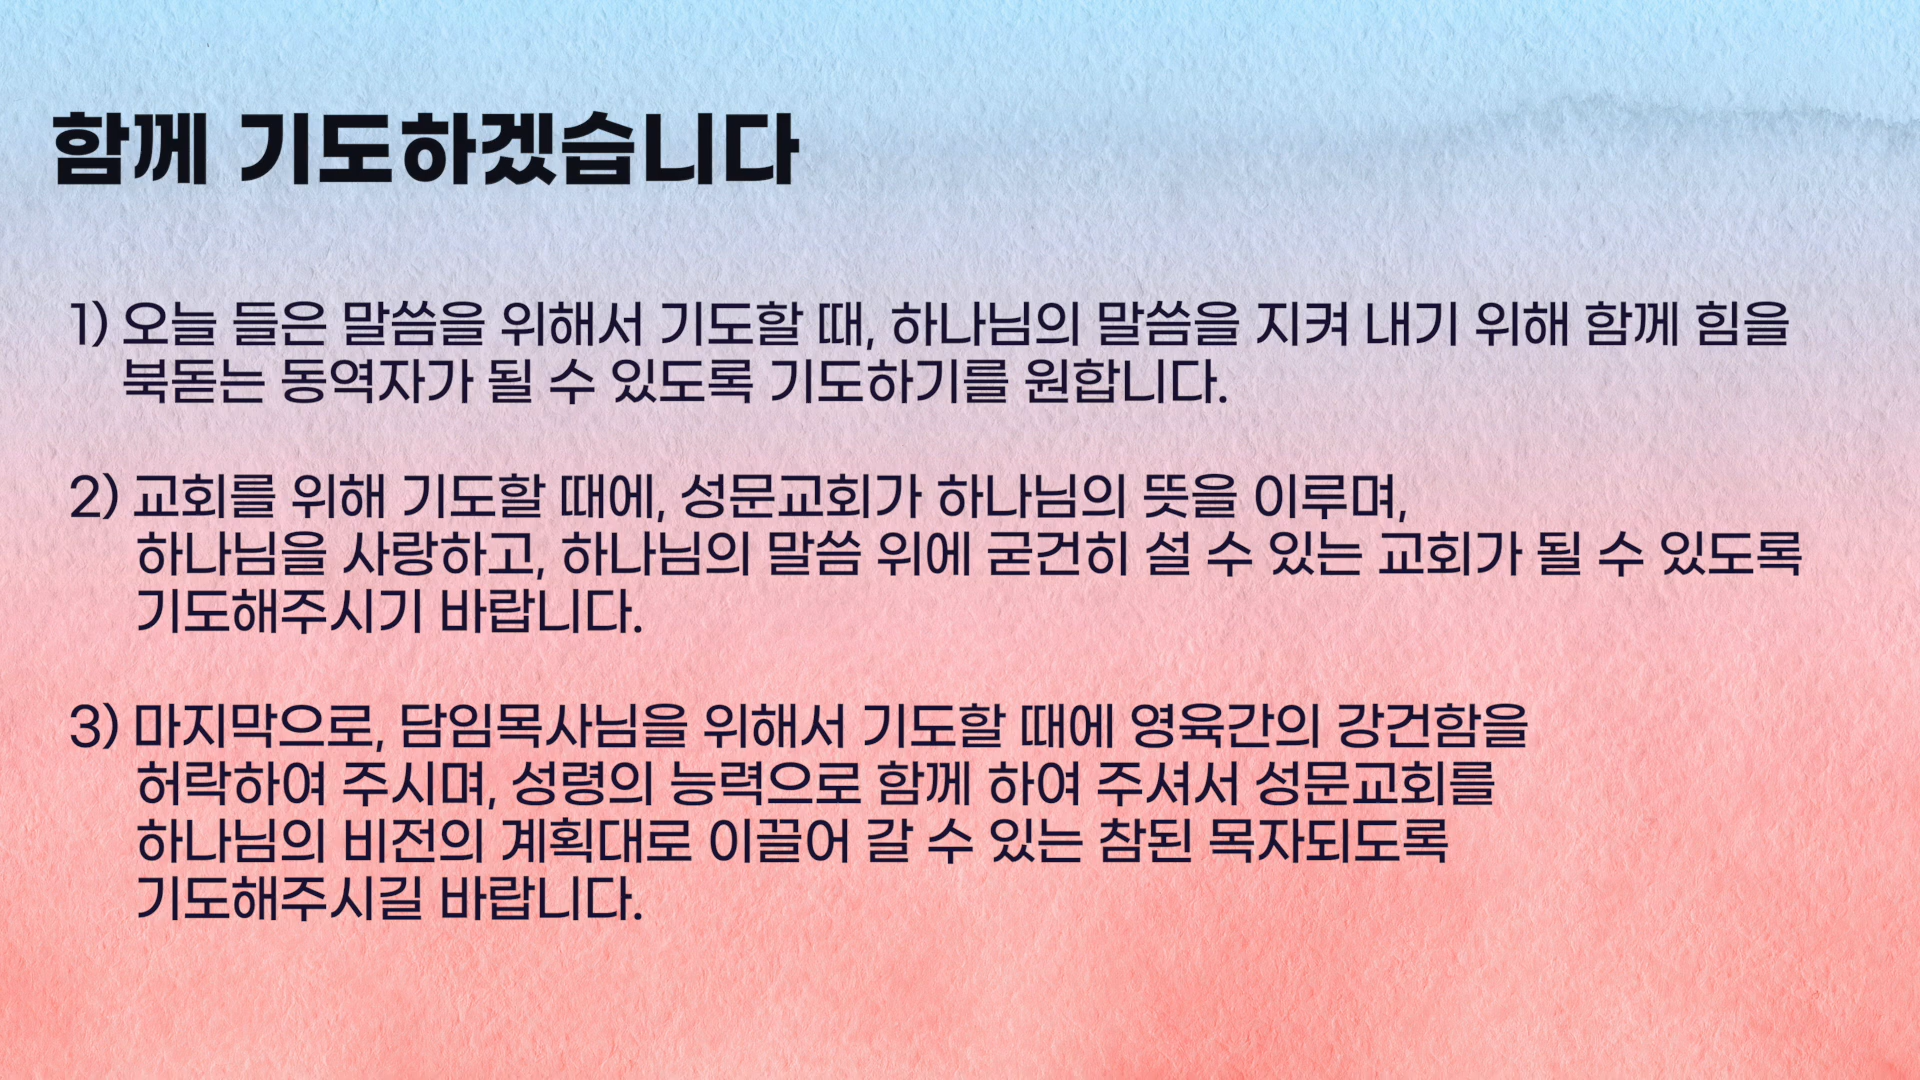 함께 기도하겠습니다
1) 오늘 들은 말씀을 위해서 기도할 때, 하나님의 말씀을 지켜 내기 위해 함께 힘을
북돋는 동역자가 될 수 있도록 기도하기를 원합니다.
2) 교회를 위해 기도할 때에, 성문교회가 하나님의 뜻을 이루며,
하나님을 사랑하고, 하나님의 말씀 위에 굳건히 설 수 있는 교회가 될 수 있도록
기도해주시기 바랍니다.
3) 마지막으로, 담임목사님을 위해서 기도할 때에 영육간의 강건함을
허락하여 주시며, 성령의 능력으로 함께 하여 주셔서 성문교회를
하나님의 비전의 계획대로 이끌어 갈 수 있는 참된 목자되도록
기도해주시길 바랍니다.